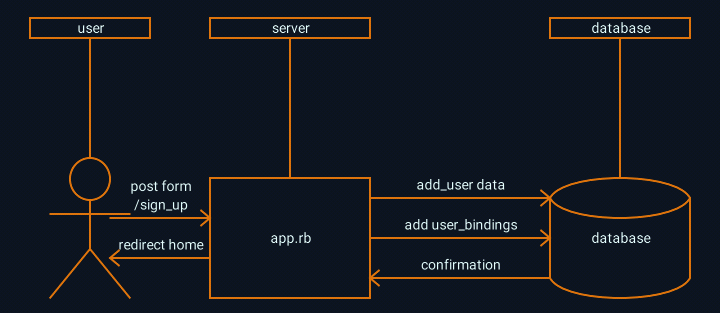 user
server
database
post form
/sign_up
redirect home
app.rb
add_user data
add user_bindings
confirmation
database